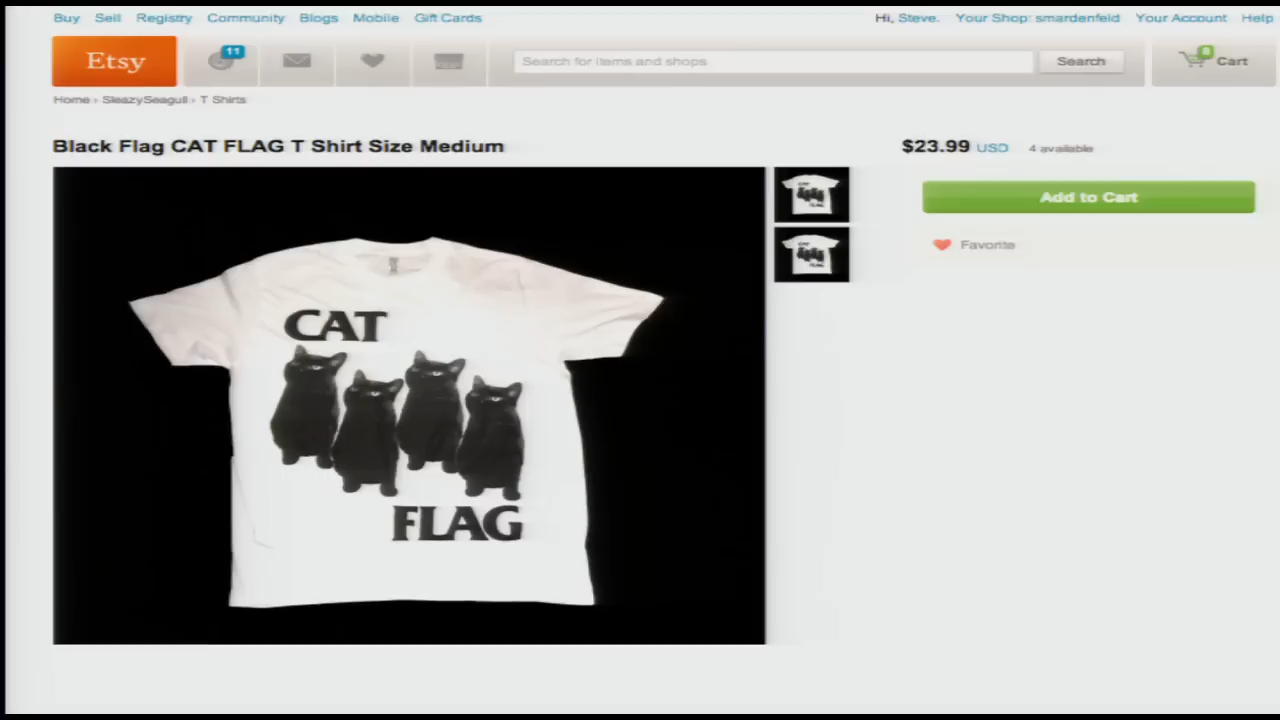 Buy Sell Registry Community Blogs Mobile Gift Cards
Hi, Steve. Your Shop: smardenfeld Your Account Help
Etsy
11
Search for items and shops
Search
Cart
Home › SleazySeagull › T Shirts
Black Flag CAT FLAG T Shirt Size Medium
$23.99 USD 4 available
Add to Cart
Favorite
CAT
FLAG